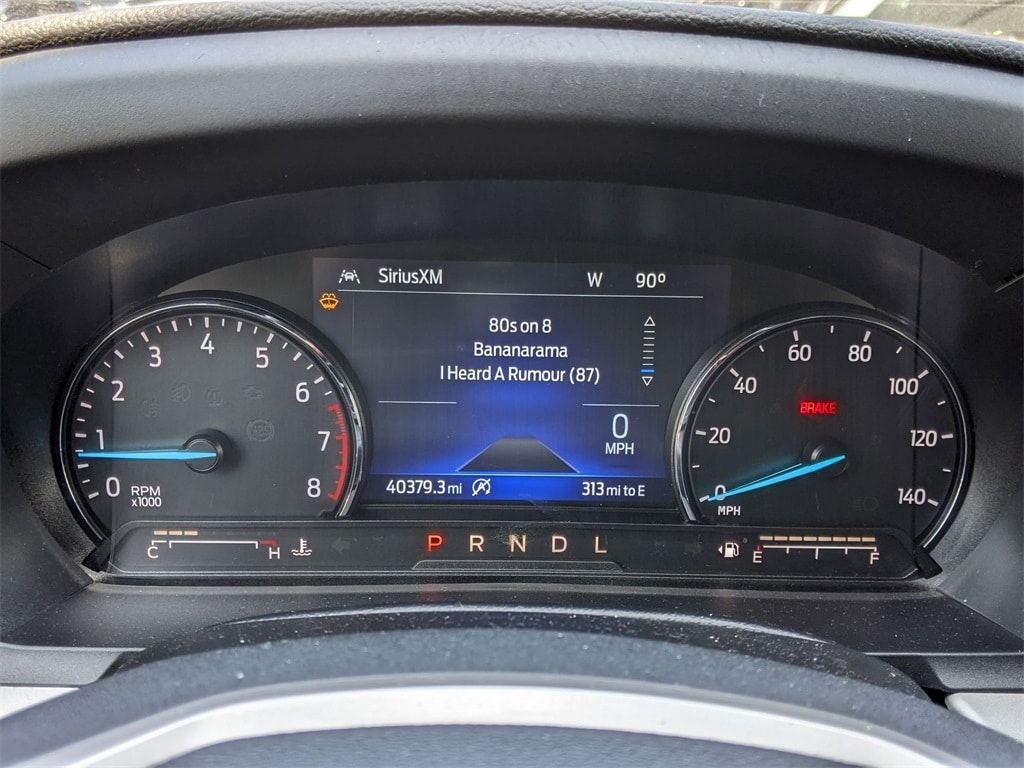 SiriusXM W 90º
80s on 8
Bananarama
I Heard A Rumour (87)
0
MPH
40379.3 mi 313 mi to E
0 1 2 3 4 5 6 7 8
RPM
x1000
0 20 40 60 80 100 120 140
BRAKE
MPH
C H P R N D L E F